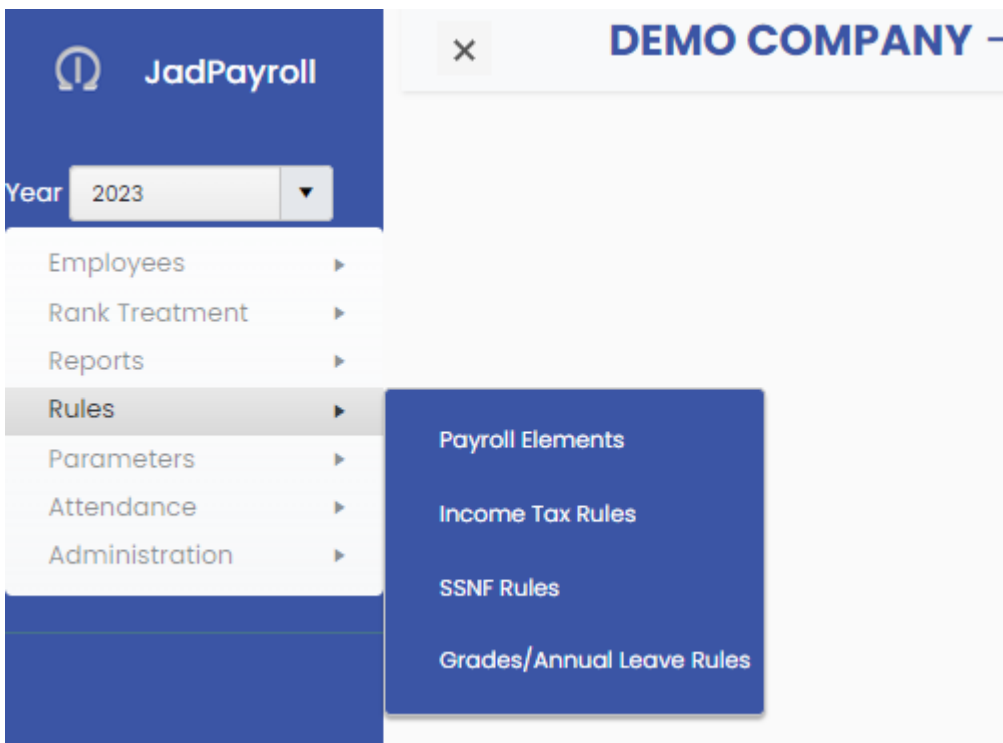 JadPayroll
DEMO COMPANY -
Year 2023
Employees
Rank Treatment
Reports
Rules
Parameters
Attendance
Administration
Payroll Elements
Income Tax Rules
SSNF Rules
Grades/Annual Leave Rules